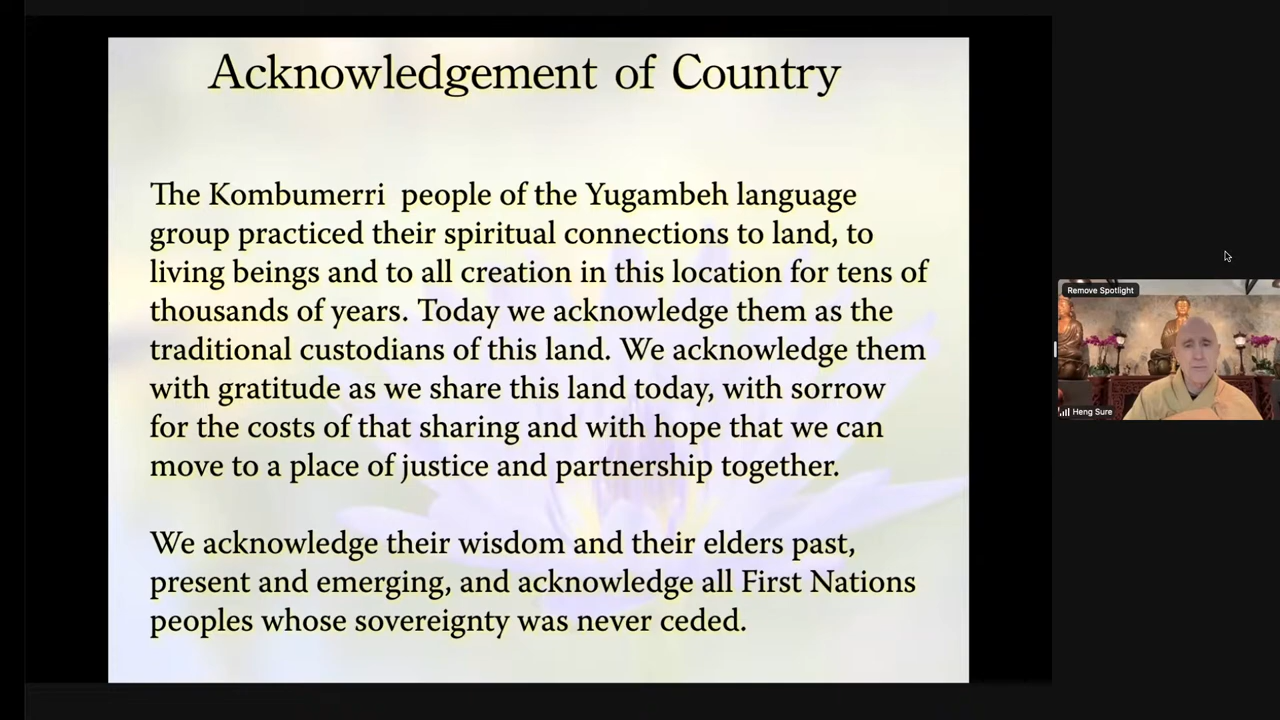 Acknowledgement of Country
The Kombumerri people of the Yugambeh language
group practiced their spiritual connections to land, to
living beings and to all creation in this location for tens of
thousands of years. Today we acknowledge them as the
traditional custodians of this land. We acknowledge them
with gratitude as we share this land today, with sorrow
for the costs of that sharing and with hope that we can
move to a place of justice and partnership together.
We acknowledge their wisdom and their elders past,
present and emerging, and acknowledge all First Nations
peoples whose sovereignty was never ceded.
Remove Spotlight
Heng Sure